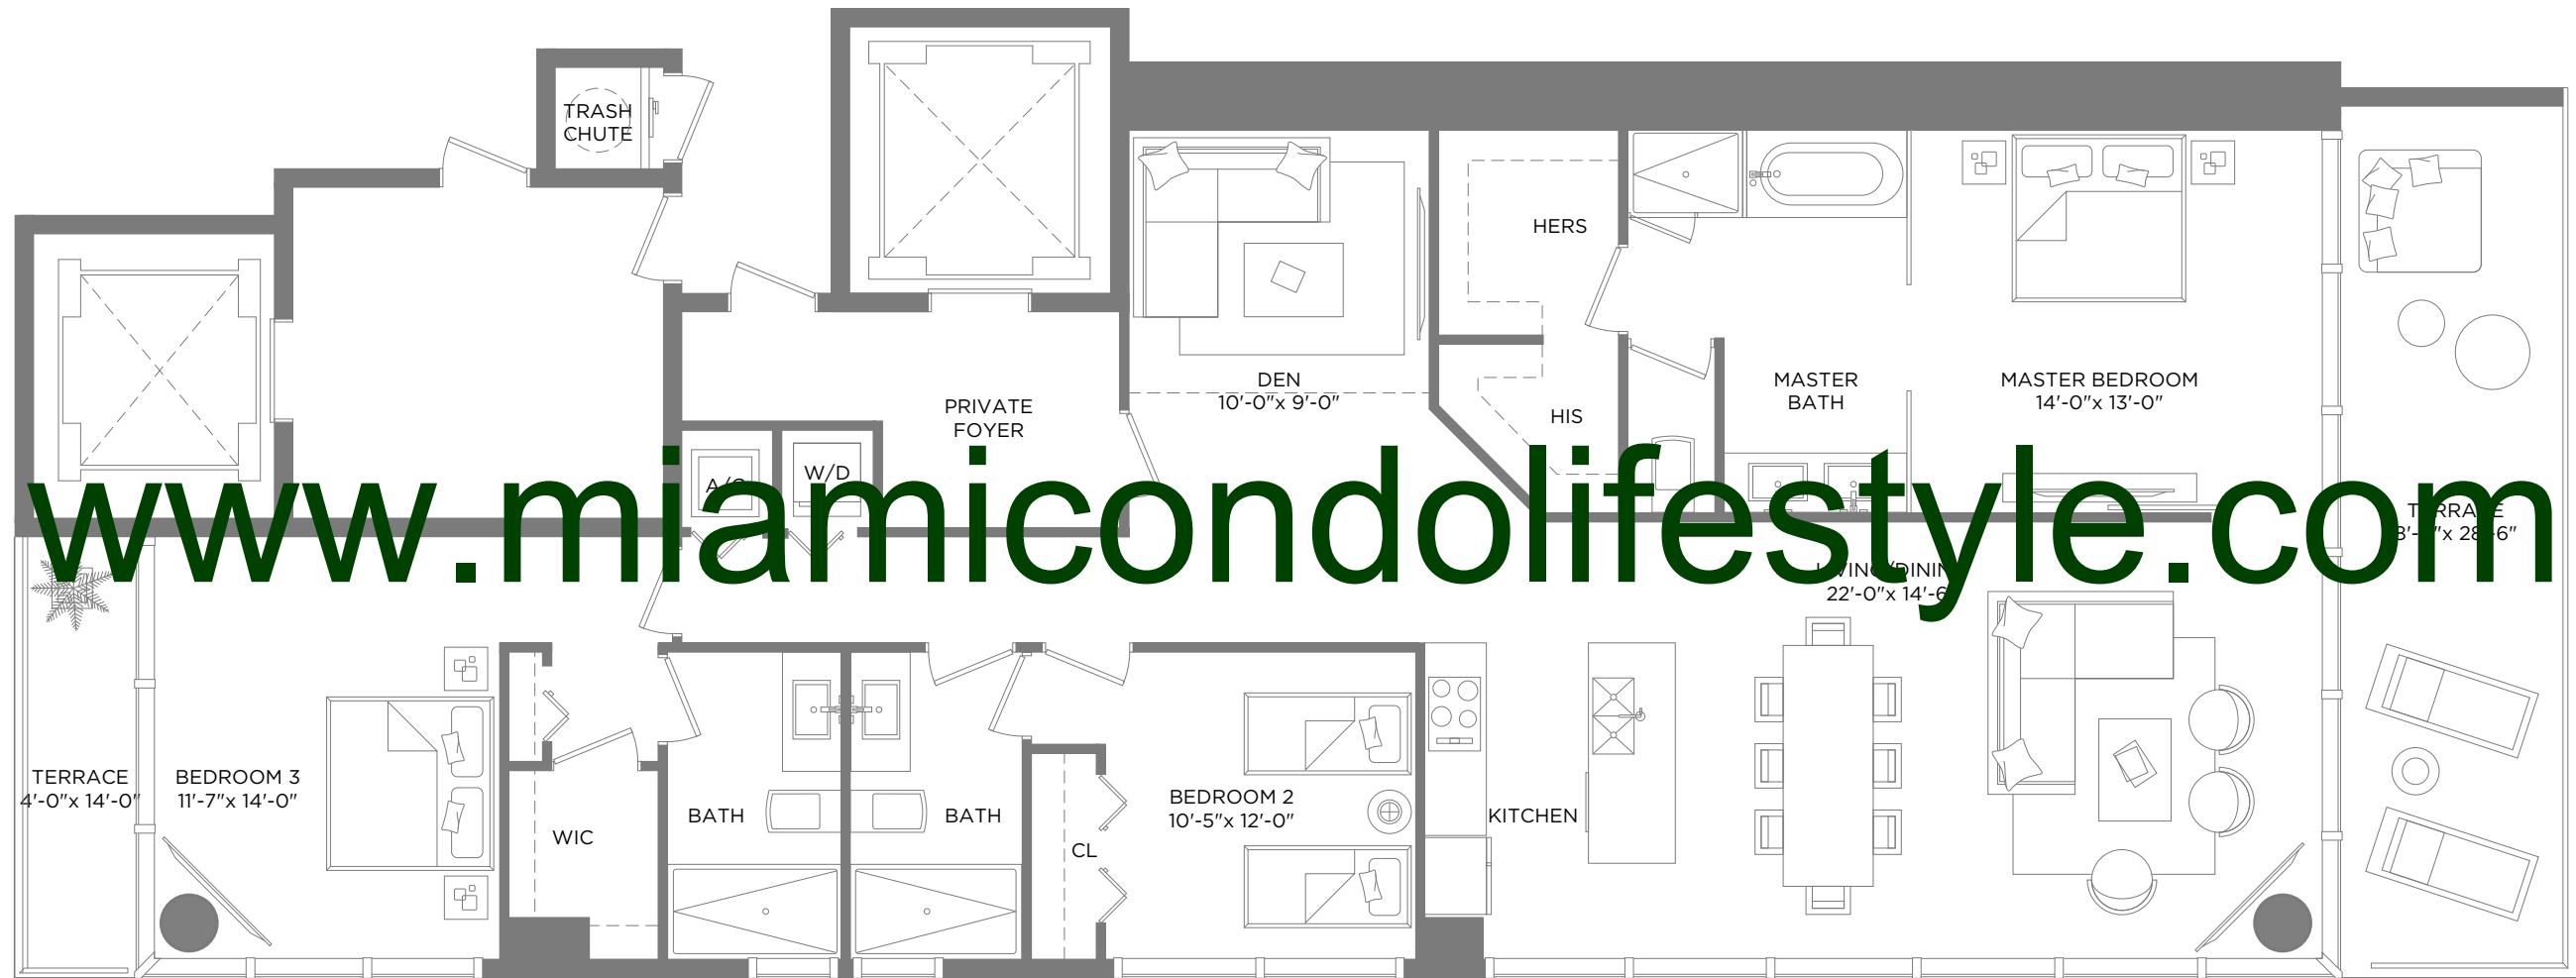 TRASH
CHUTE
HERS
DEN
10'-0"x 9'-0"
MASTER
BATH
MASTER BEDROOM
14'-0"x 13'-0"
PRIVATE
FOYER
HIS
W/D
www.miamicondolifestyle.com
TERRACE
22'-0"x 14'-6"
TERRACE
4'-0"x 14'-0"
BEDROOM 3
11'-7"x 14'-0"
WIC
BATH
BATH
CL
BEDROOM 2
10'-5"x 12'-0"
KITCHEN